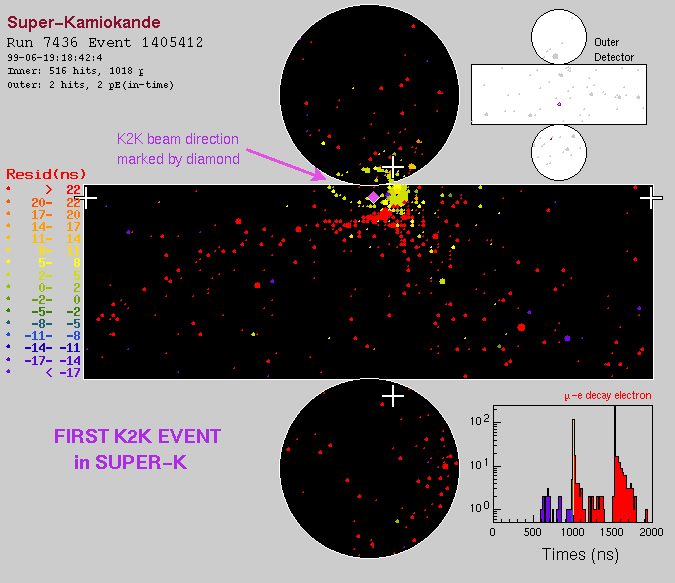 Super-Kamiokande
Run 7436 Event 1405412
99-06-19:18:42:4
Inner: 516 hits, 1018 p
Outer: 2 hits, 2 pE(in-time)
Outer
Detector
K2K beam direction
marked by diamond
Resid(ns)
> 22
20- 22
17- 20
14- 17
11- 14
8- 11
5- 8
2- 5
0- 2
-2- 0
-5- -2
-8- -5
-11- -8
-14- -11
-17- -14
< -17
FIRST K2K EVENT
in SUPER-K
μ-e decay electron
10²
10¹
10⁰
0 500 1000 1500 2000
Times (ns)